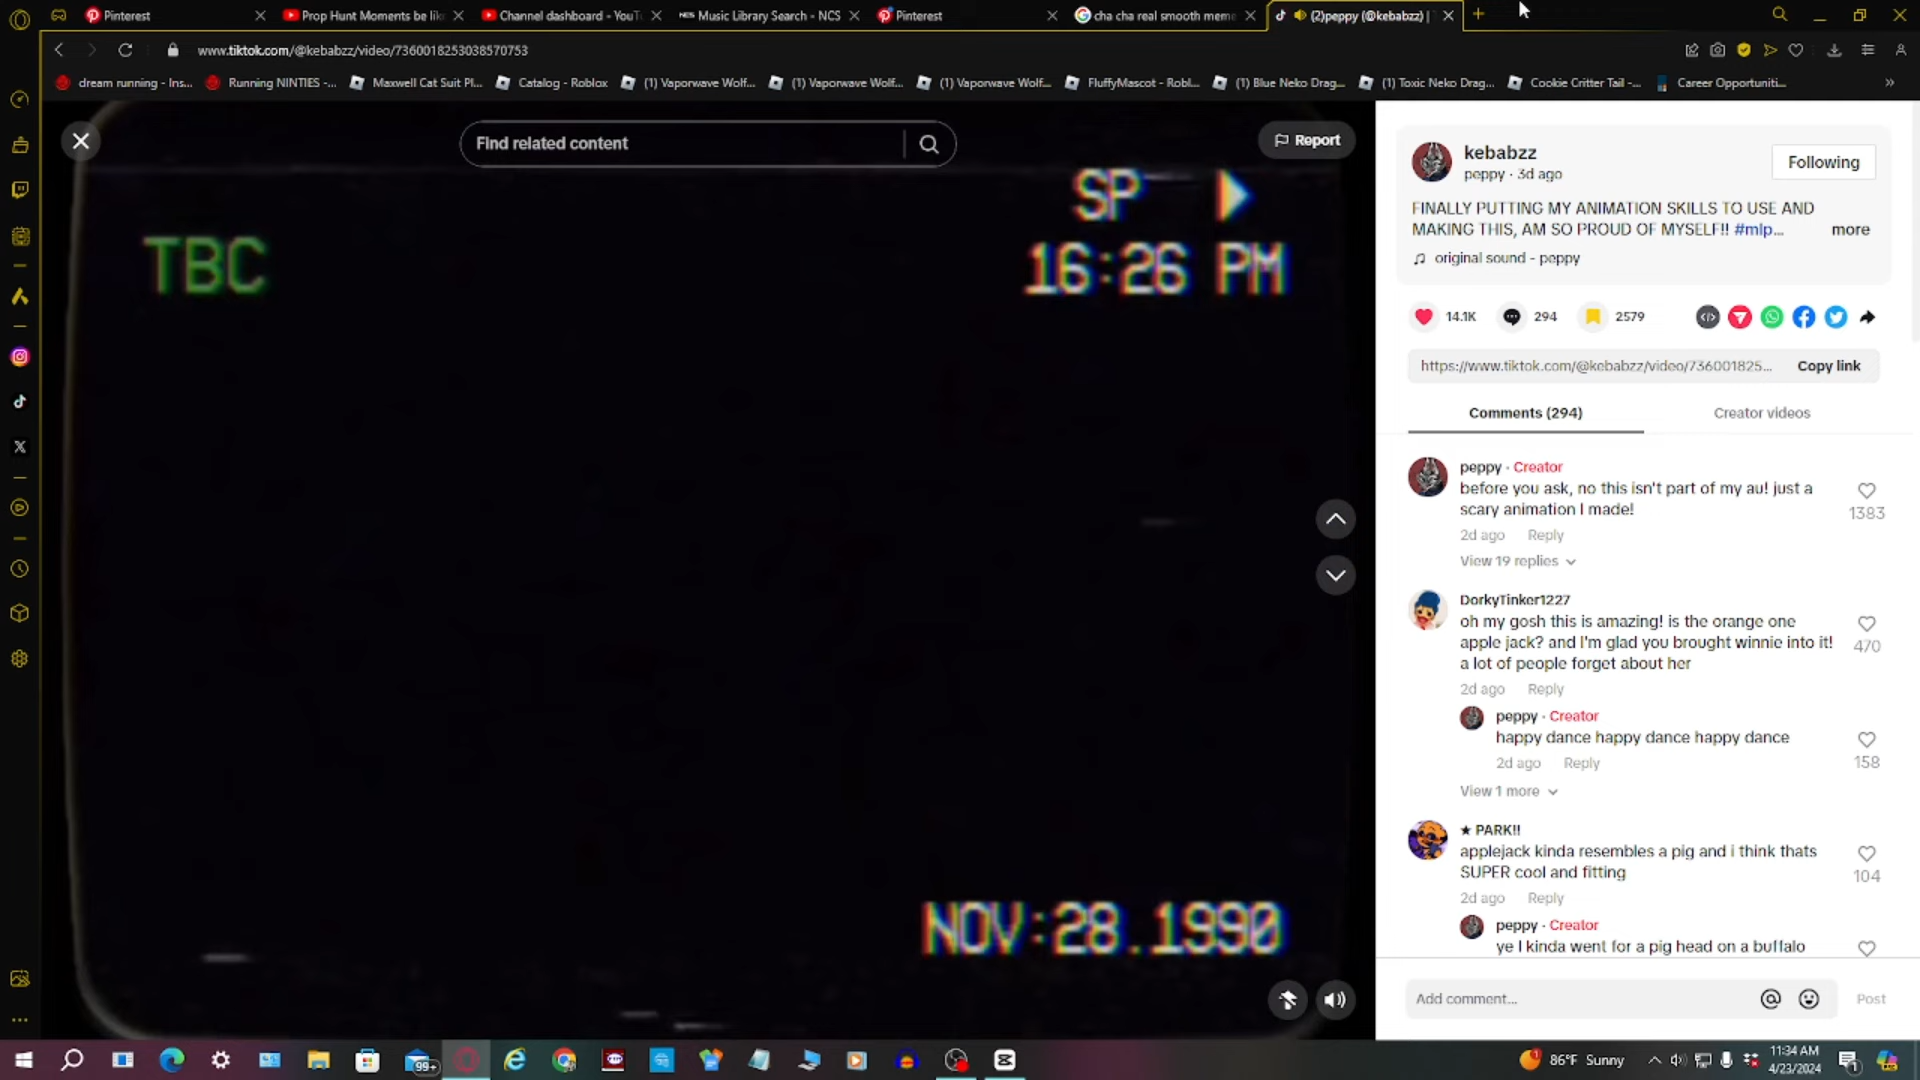 Pinterest
Prop Hunt Moments be lik
Channel dashboard - YouT
NCS Music Library Search - NCS
Pinterest
cha cha real smooth mem
(2)peppy (@kebabzz) |
www.tiktok.com/@kebabzz/video/7360018253038570753
dream running - Ins...
Running NINTIES -...
Maxwell Cat Suit Pl...
Catalog - Roblox
(1) Vaporwave Wolf...
(1) Vaporwave Wolf...
(1) Vaporwave Wolf...
FluffyMascot - Robl...
(1) Blue Neko Drag...
(1) Toxic Neko Drag...
Cookie Critter Tail -...
Career Opportuniti...
Find related content
Report
SP
TBC
16:26 PM
NOV:28.1990
kebabzz
peppy · 3d ago
Following
FINALLY PUTTING MY ANIMATION SKILLS TO USE AND
MAKING THIS, AM SO PROUD OF MYSELF!! #mlp...
more
original sound - peppy
14.1K
294
2579
https://www.tiktok.com/@kebabzz/video/736001825...
Copy link
Comments (294)
Creator videos
peppy · Creator
before you ask, no this isn't part of my au! just a
scary animation I made!
1383
2d ago Reply
View 19 replies
DorkyTinker1227
oh my gosh this is amazing! is the orange one
apple jack? and I'm glad you brought winnie into it!
a lot of people forget about her
470
2d ago Reply
peppy · Creator
happy dance happy dance happy dance
158
2d ago Reply
View 1 more
★ PARK!!
applejack kinda resembles a pig and i think thats
SUPER cool and fitting
104
2d ago Reply
peppy · Creator
ye I kinda went for a pig head on a buffalo
Add comment...
Post
99+
86°F Sunny
11:34 AM
4/23/2024